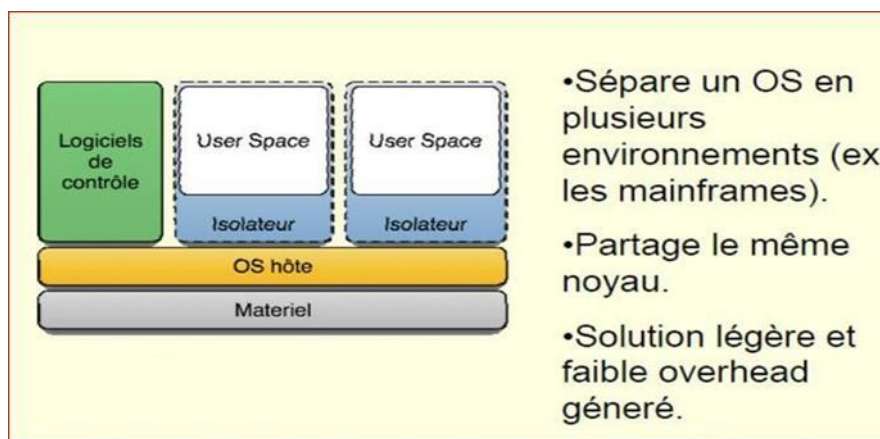 Logiciels
de
contrôle
User Space
Isolateur
User Space
Isolateur
OS hôte
Materiel
•Sépare un OS en
plusieurs
environnements (ex
les mainframes).
•Partage le même
noyau.
•Solution légère et
faible overhead
géneré.